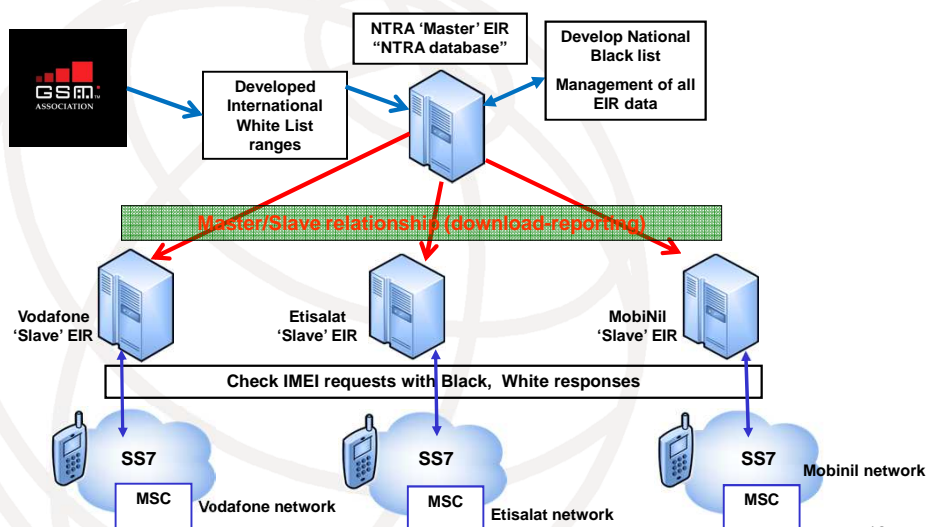 NTRA 'Master' EIR
"NTRA database"
Develop National
Black list
Management of all
EIR data
GSM
ASSOCIATION
Developed
International
White List
ranges
Master/Slave relationship (download-reporting)
Vodafone
'Slave' EIR
Etisalat
'Slave' EIR
MobiNil
'Slave' EIR
Check IMEI requests with Black, White responses
SS7
MSC
Vodafone network
SS7
MSC
Etisalat network
SS7
MSC
Mobinil network